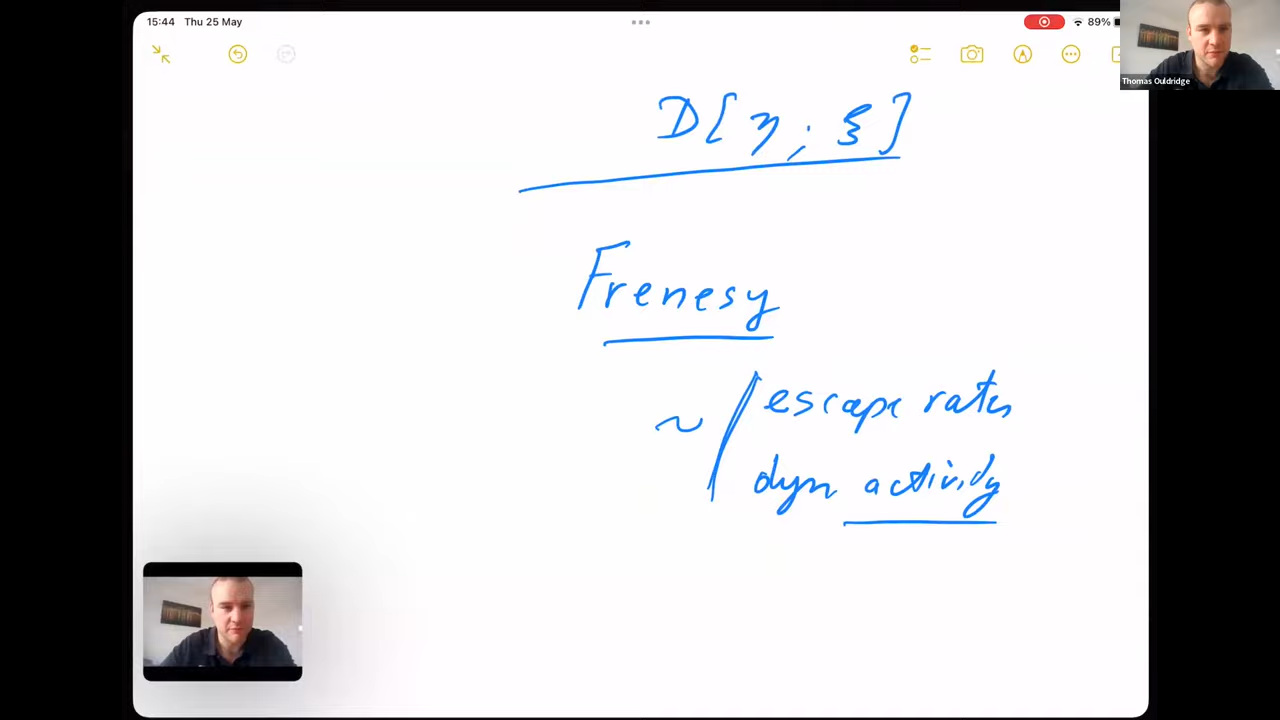 15:44 Thu 25 May
89%
Thomas Ouldridge
D[η ; ξ]
Frenesy
~ escape rates
dyn activity